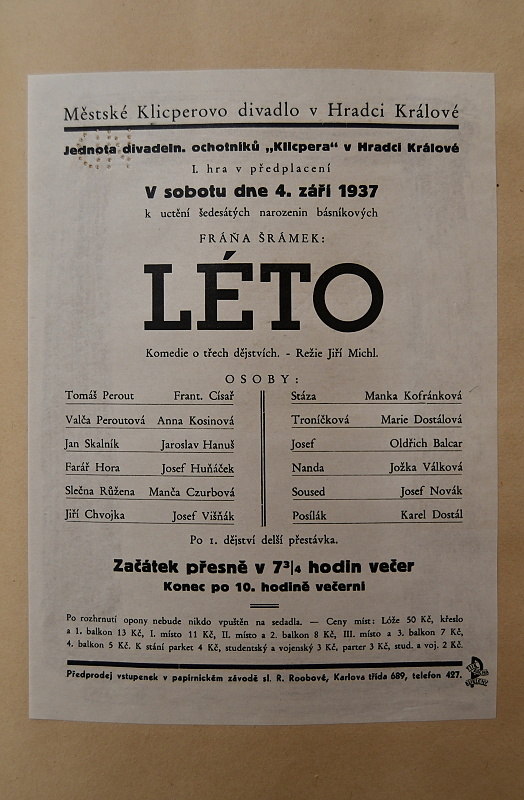 Městské Klicperovo divadlo v Hradci Králové
Jednota divadeln. ochotníků „Klicpera“ v Hradci Králové
I. hra v předplacení
V sobotu dne 4. září 1937
k uctění šedesátých narozenin básníkových
FRÁŇA ŠRÁMEK:
LÉTO
Komedie o třech dějstvích. - Režie Jiří Michl.
OSOBY:
Tomáš Perout Frant. Císař
Valča Peroutová Anna Kosinová
Jan Skalník Jaroslav Hanuš
Farář Hora Josef Huňáček
Slečna Růžena Manča Czurbová
Jiří Chvojka Josef Višňák
Stáza Manka Kofránková
Troníčková Marie Dostálová
Josef Oldřich Balcar
Nanda Jožka Válková
Soused Josef Novák
Posílák Karel Dostál
Po 1. dějství delší přestávka.
Začátek přesně v 7¾ hodin večer
Konec po 10. hodině večerní
Po rozhrnutí opony nebude nikdo vpuštěn na sedadla. — Ceny míst: Lóže 50 Kč, křeslo
a 1. balkon 13 Kč, I. místo 11 Kč, II. místo a 2. balkon 8 Kč, III. místo a 3. balkon 7 Kč,
4. balkon 5 Kč. K stání parket 4 Kč, studentský a vojenský 3 Kč, parter 3 Kč, stud. a voj. 2 Kč.
Předprodej vstupenek v papírnickém závodě sl. R. Roobové, Karlova třída 689, telefon 427.